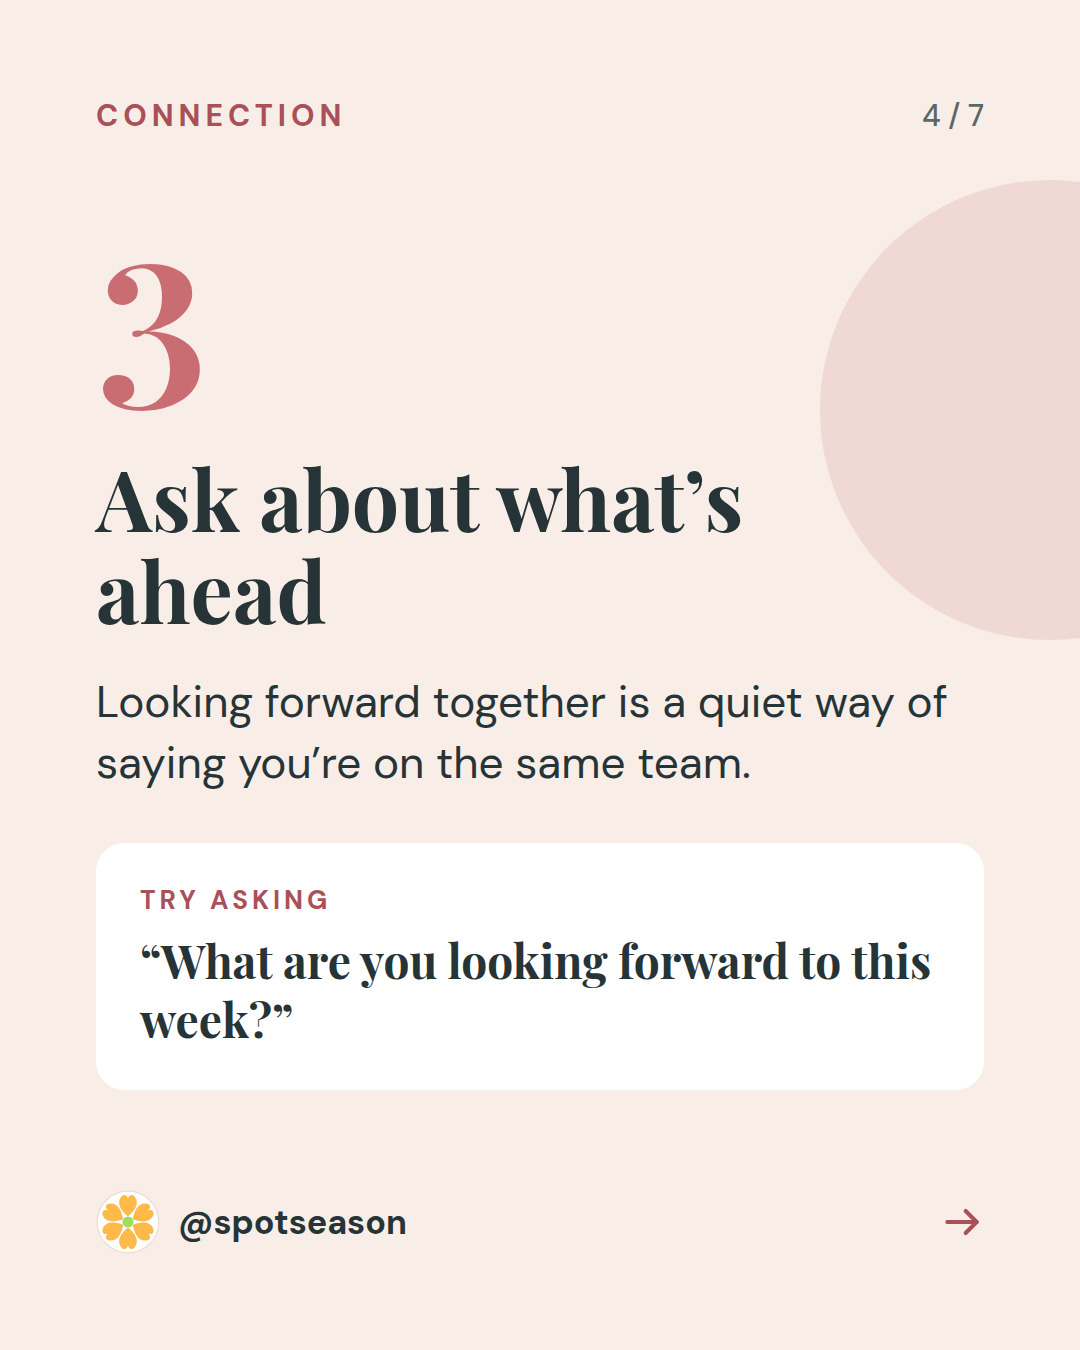 CONNECTION
4 / 7
3
Ask about what’s
ahead
Looking forward together is a quiet way of
saying you’re on the same team.
TRY ASKING
“What are you looking forward to this
week?”
@spotseason